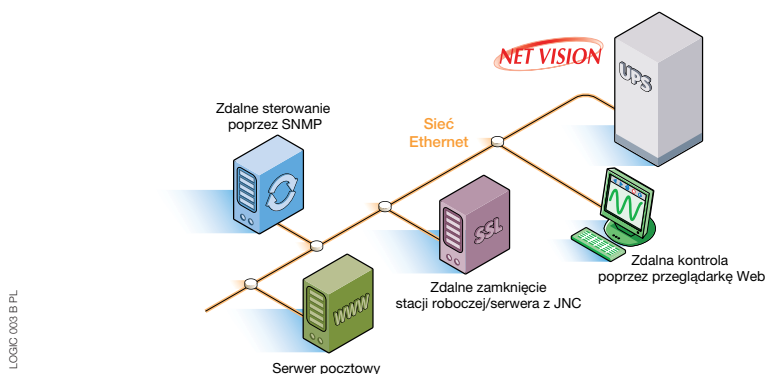 NET VISION
UPS
Zdalne sterowanie
poprzez SNMP
Sieć
Ethernet
SSL
Zdalna kontrola
poprzez przeglądarkę Web
Zdalne zamknięcie
stacji roboczej/serwera z JNC
WWW
Serwer pocztowy
LOGIC 003 B PL